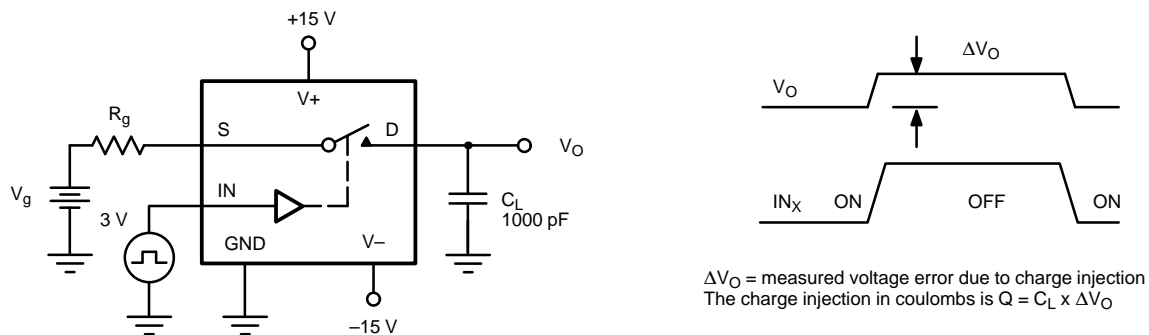 +15 V
V+
Rg
S
D
VO
Vg
IN
3 V
CL
1000 pF
GND
V–
–15 V
ΔVO
VO
INX
ON
OFF
ON
ΔVO = measured voltage error due to charge injection
The charge injection in coulombs is Q = CL x ΔVO